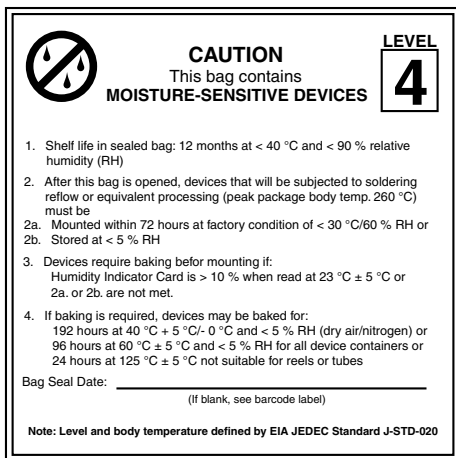 LEVEL
4
CAUTION
This bag contains
MOISTURE-SENSITIVE DEVICES
1. Shelf life in sealed bag: 12 months at < 40 °C and < 90 % relative
humidity (RH)
2. After this bag is opened, devices that will be subjected to soldering
reflow or equivalent processing (peak package body temp. 260 °C)
must be
2a. Mounted within 72 hours at factory condition of < 30 °C/60 % RH or
2b. Stored at < 5 % RH
3. Devices require baking befor mounting if:
Humidity Indicator Card is > 10 % when read at 23 °C ± 5 °C or
2a. or 2b. are not met.
4. If baking is required, devices may be baked for:
192 hours at 40 °C + 5 °C/- 0 °C and < 5 % RH (dry air/nitrogen) or
96 hours at 60 °C ± 5 °C and < 5 % RH for all device containers or
24 hours at 125 °C ± 5 °C not suitable for reels or tubes
Bag Seal Date:
(If blank, see barcode label)
Note: Level and body temperature defined by EIA JEDEC Standard J-STD-020